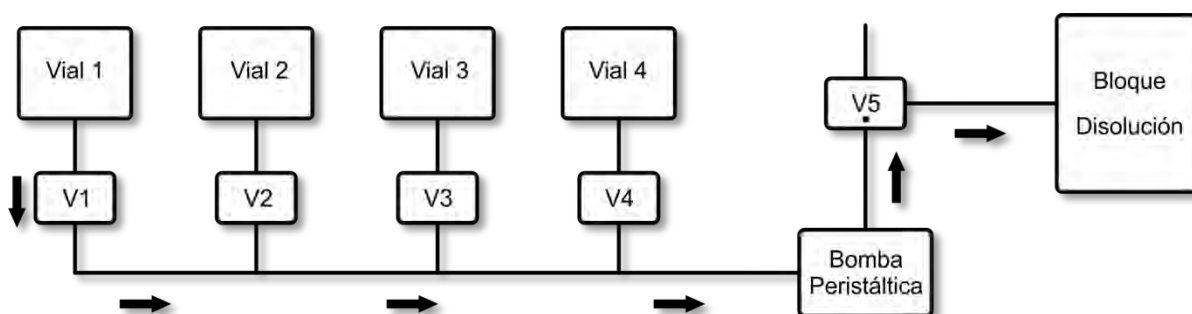 Vial 1
Vial 2
Vial 3
Vial 4
V5
Bloque
Disolución
V1
V2
V3
V4
Bomba
Peristáltica